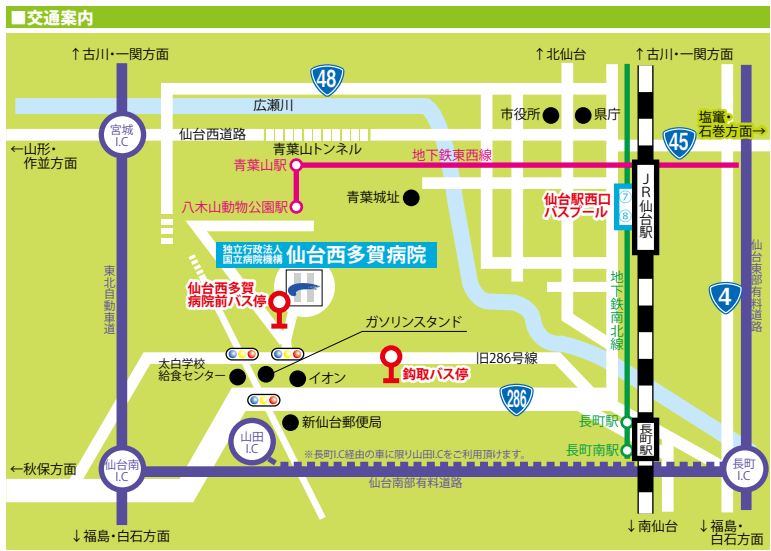 ■交通案内
↑古川・一関方面
↑北仙台
↑古川・一関方面
48
広瀬川
市役所
県庁
塩竈・
石巻方面→
宮城
I.C
仙台西道路
青葉山トンネル
45
←山形・
作並方面
地下鉄東西線
青葉山駅
JR仙台駅
八木山動物公園駅
青葉城址
仙台駅西口
バスプール
⑦
⑧
独立行政法人
国立病院機構
仙台西多賀病院
東北自動車道
地下鉄南北線
仙台東部有料道路
4
仙台西多賀
病院前バス停
ガソリンスタンド
旧286号線
太白学校
給食センター
イオン
鈎取バス停
286
新仙台郵便局
長町駅
長町駅
山田
I.C
長町南駅
※長町I.C経由の車に限り山田I.Cをご利用頂けます。
←秋保方面
仙台南
I.C
長町
I.C
仙台南部有料道路
↓福島・白石方面
↓南仙台
↓福島・
白石方面